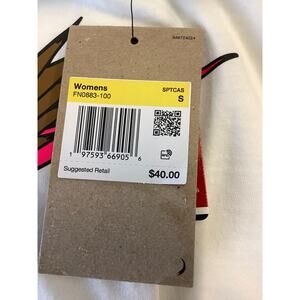 Womens
FN0883-100
SPTCAS
S
1 97593 66905 6
Suggested Retail
$40.00